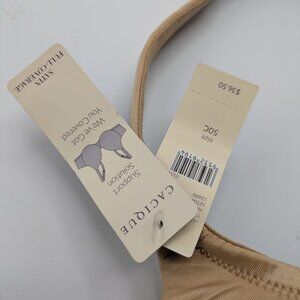 SATIN
FULL COVERAGE
We've Got
You Covered
Support
Solution
CACIQUE
$36.50
Size
50C